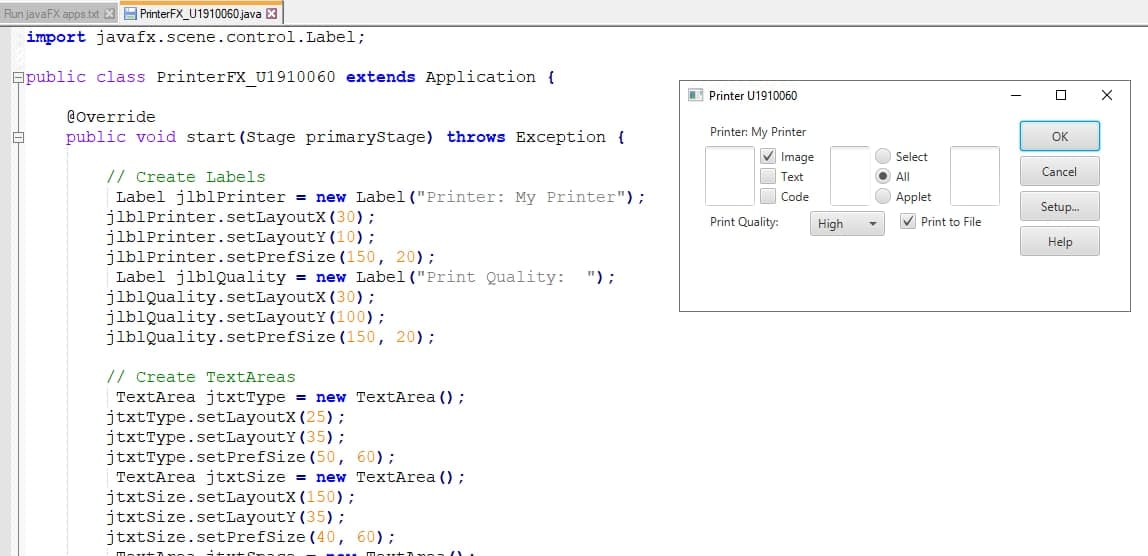 Run javaFX apps.txt PrinterFX_U1910060.java
import javafx.scene.control.Label;
public class PrinterFX_U1910060 extends Application {
@Override
public void start(Stage primaryStage) throws Exception {
// Create Labels
Label jlblPrinter = new Label("Printer: My Printer");
jlblPrinter.setLayoutX(30);
jlblPrinter.setLayoutY(10);
jlblPrinter.setPrefSize(150, 20);
Label jlblQuality = new Label("Print Quality:  ");
jlblQuality.setLayoutX(30);
jlblQuality.setLayoutY(100);
jlblQuality.setPrefSize(150, 20);
// Create TextAreas
TextArea jtxtType = new TextArea();
jtxtType.setLayoutX(25);
jtxtType.setLayoutY(35);
jtxtType.setPrefSize(50, 60);
TextArea jtxtSize = new TextArea();
jtxtSize.setLayoutX(150);
jtxtSize.setLayoutY(35);
jtxtSize.setPrefSize(40, 60);
Printer U1910060
Printer: My Printer
Image
Text
Code
Select
All
Applet
Print Quality: High Print to File
OK
Cancel
Setup...
Help